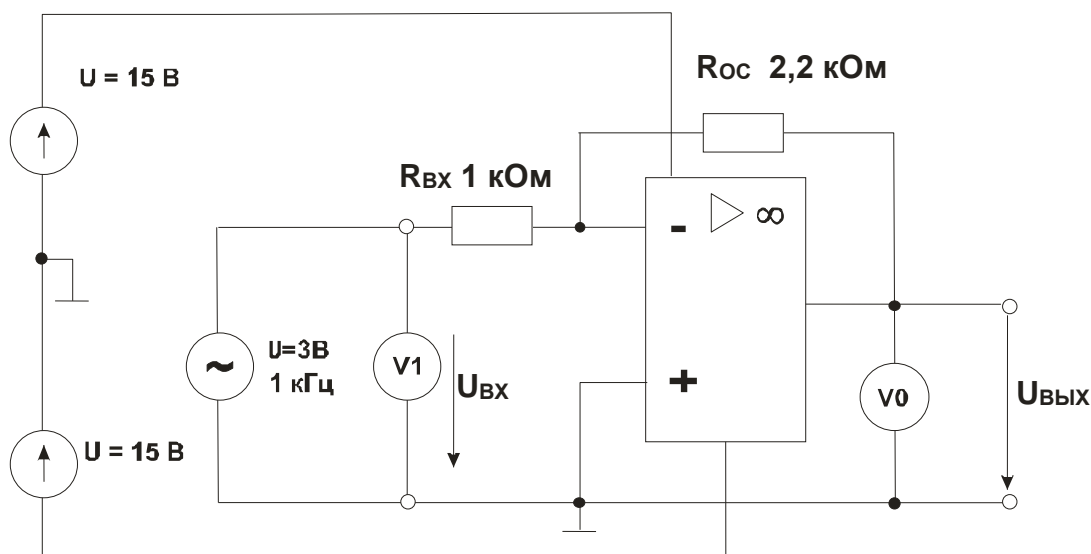 U = 15 В
Rос 2,2 кОм
Rвх 1 кОм
- ▷ ∞
U=3В
1 кГц
~
V1
Uвх
+
V0
Uвых
U = 15 В